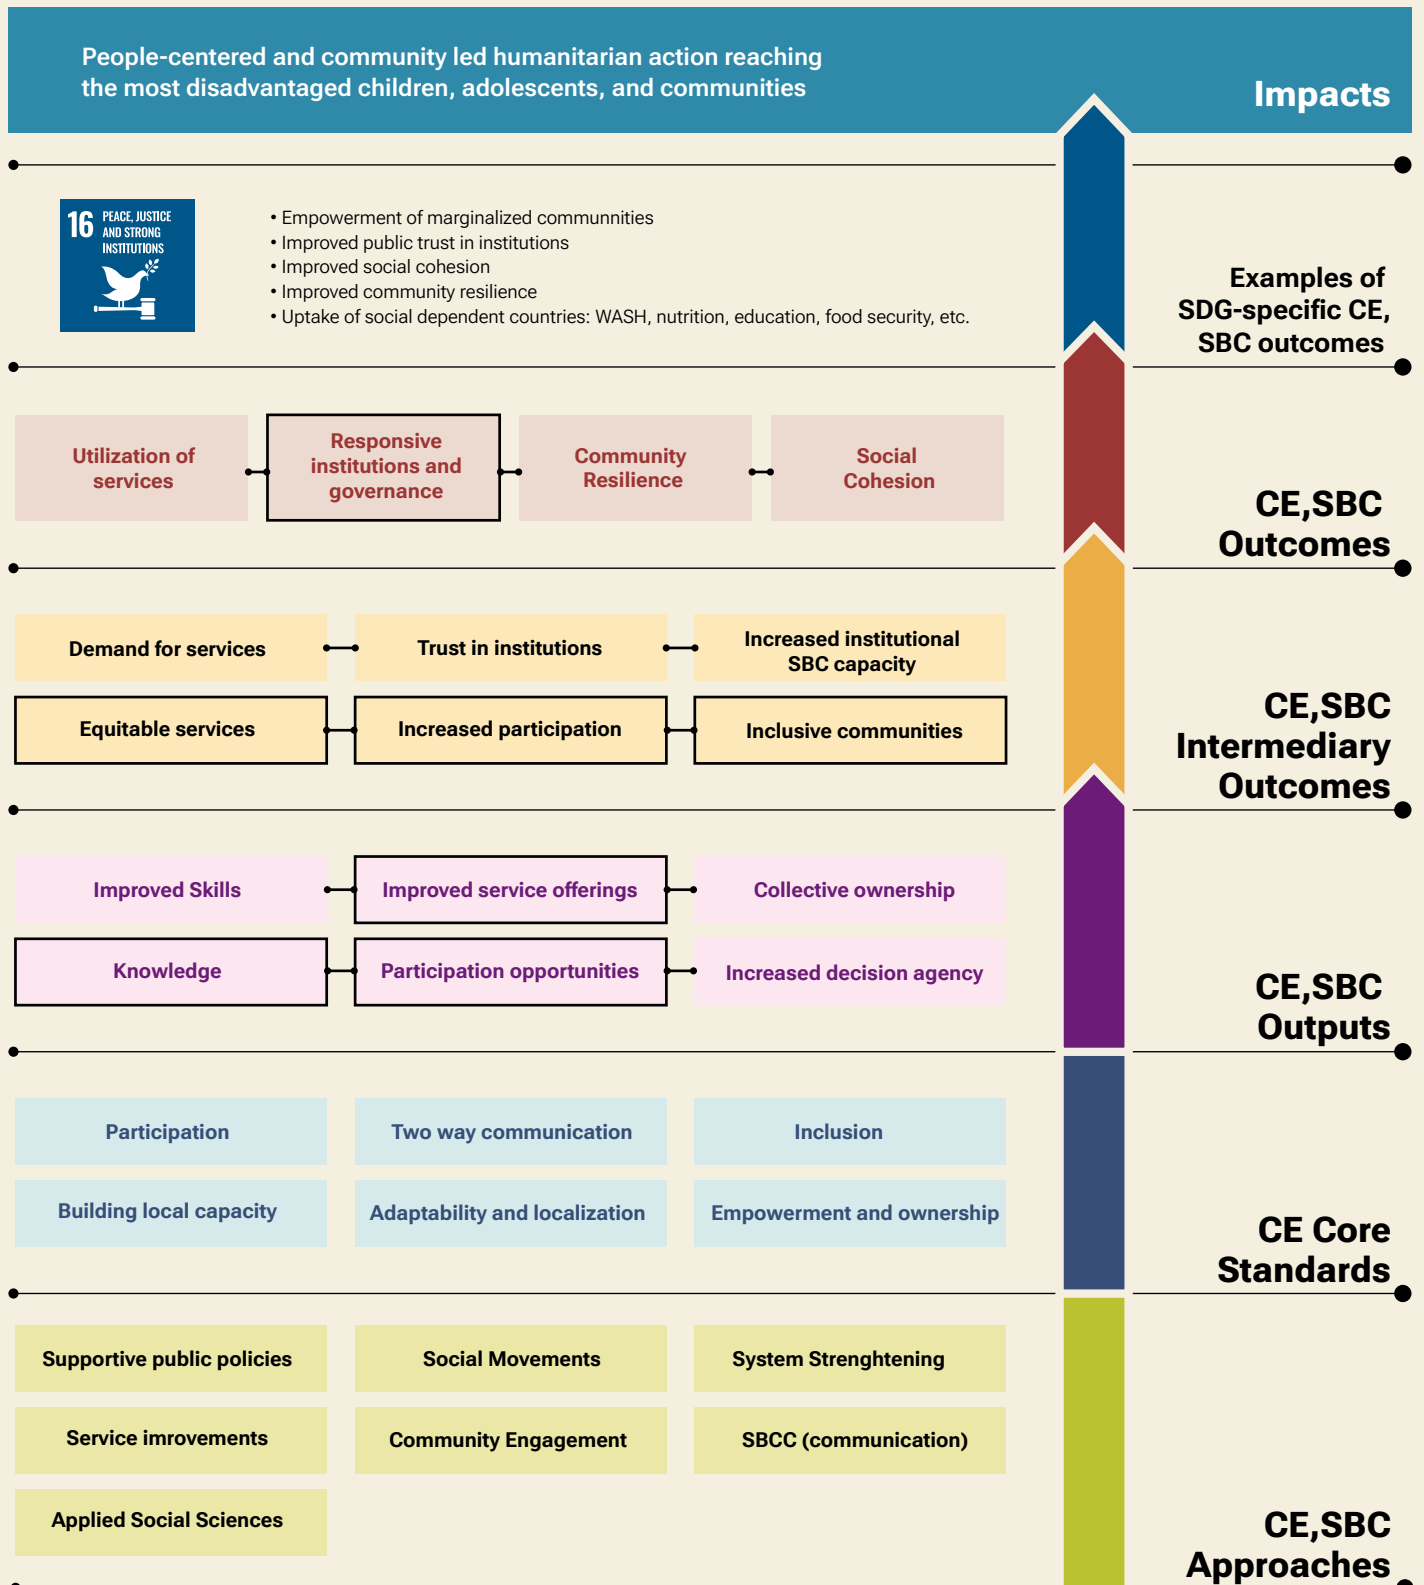 People-centered and community led humanitarian action reaching
the most disadvantaged children, adolescents, and communities
Impacts
16 PEACE, JUSTICE
AND STRONG
INSTITUTIONS
• Empowerment of marginalized communnities
• Improved public trust in institutions
• Improved social cohesion
• Improved community resilience
• Uptake of social dependent countries: WASH, nutrition, education, food security, etc.
Examples of
SDG-specific CE,
SBC outcomes
Utilization of
services
Responsive
institutions and
governance
Community
Resilience
Social
Cohesion
CE,SBC
Outcomes
Demand for services
Trust in institutions
Increased institutional
SBC capacity
Equitable services
Increased participation
Inclusive communities
CE,SBC
Intermediary
Outcomes
Improved Skills
Improved service offerings
Collective ownership
Knowledge
Participation opportunities
Increased decision agency
CE,SBC
Outputs
Participation
Two way communication
Inclusion
Building local capacity
Adaptability and localization
Empowerment and ownership
CE Core
Standards
Supportive public policies
Social Movements
System Strenghtening
Service imrovements
Community Engagement
SBCC (communication)
Applied Social Sciences
CE,SBC
Approaches